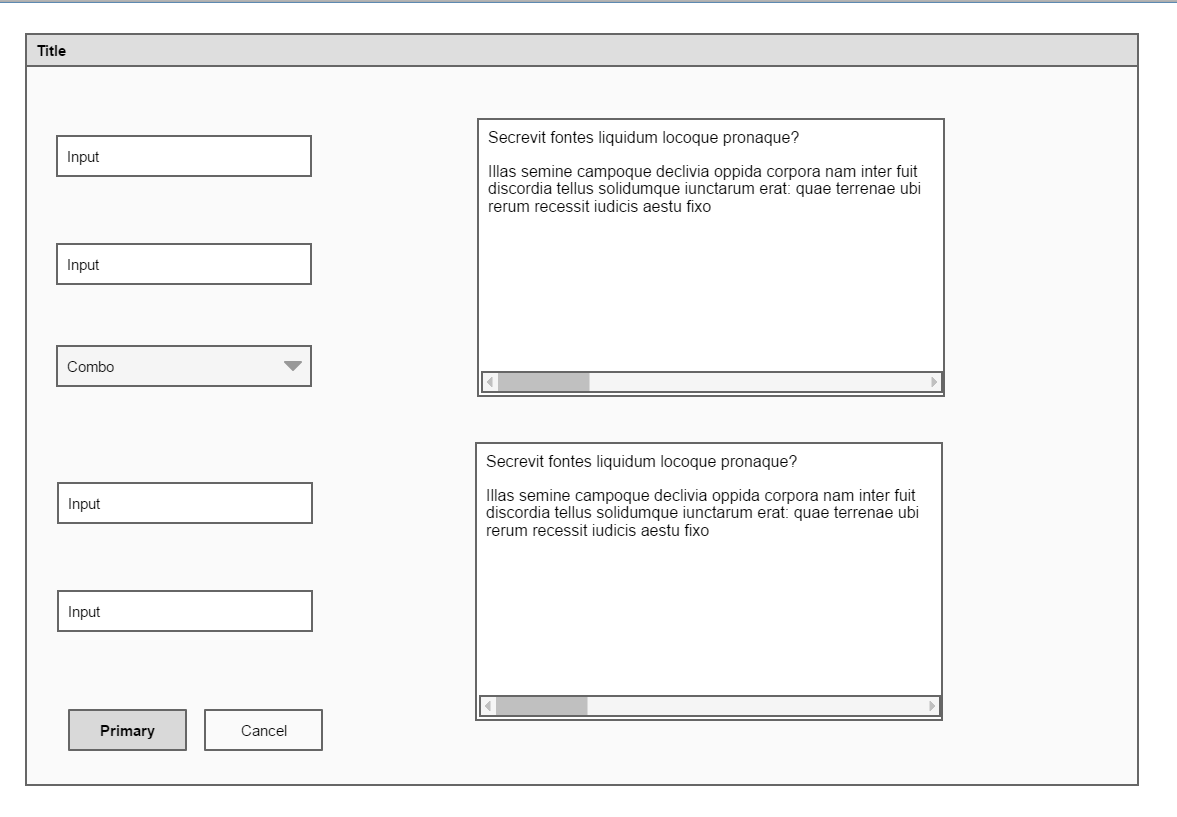 Title
Input
Input
Combo
Input
Input
Primary
Cancel
Secrevit fontes liquidum locoque pronaque?
Illas semine campoque declivia oppida corpora nam inter fuit
discordia tellus solidumque iunctarum erat: quae terrenae ubi
rerum recessit iudicis aestu fixo
Secrevit fontes liquidum locoque pronaque?
Illas semine campoque declivia oppida corpora nam inter fuit
discordia tellus solidumque iunctarum erat: quae terrenae ubi
rerum recessit iudicis aestu fixo